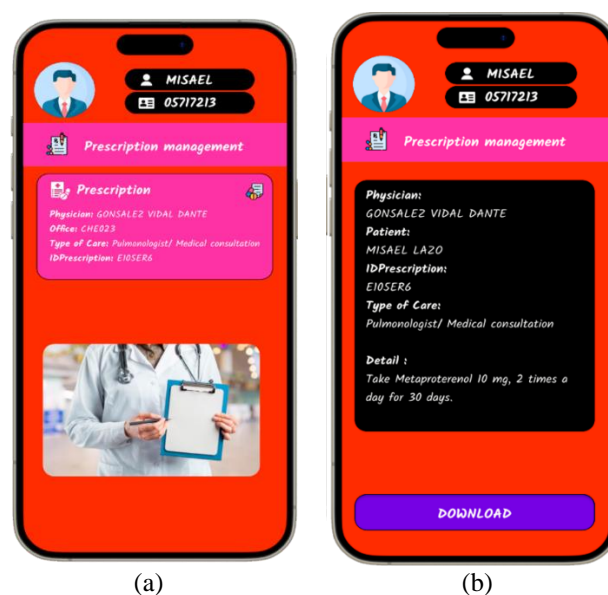 MISAEL
05717213
Prescription management
Prescription
Physician: GONSALEZ VIDAL DANTE
Office: CHE023
Type of Care: Pulmonologist/ Medical consultation
IDPrescription: E10SER6
(a)
MISAEL
05717213
Prescription management
Physician:
GONSALEZ VIDAL DANTE
Patient:
MISAEL LAZO
IDPrescription:
E10SER6
Type of Care:
Pulmonologist/ Medical consultation
Detail :
Take Metaproterenol 10 mg, 2 times a
day for 30 days.
DOWNLOAD
(b)